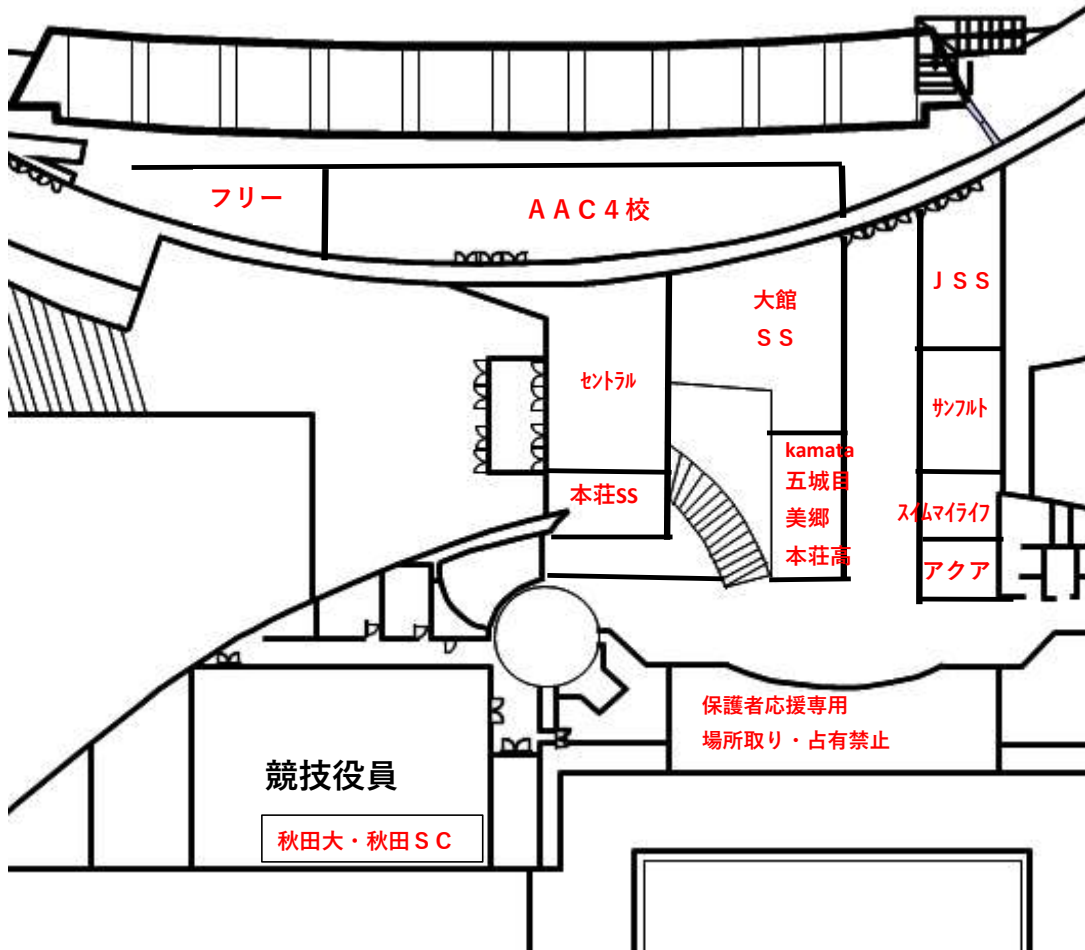 フリー
ＡＡＣ４校
大館
ＳＳ
ＪＳＳ
ｾﾝﾄﾗﾙ
ｻﾝﾌﾙﾄ
kamata
五城目
美郷
本荘高
本荘SS
ｽｲﾑマイライフ
アクア
保護者応援専用
場所取り・占有禁止
競技役員
秋田大・秋田ＳＣ